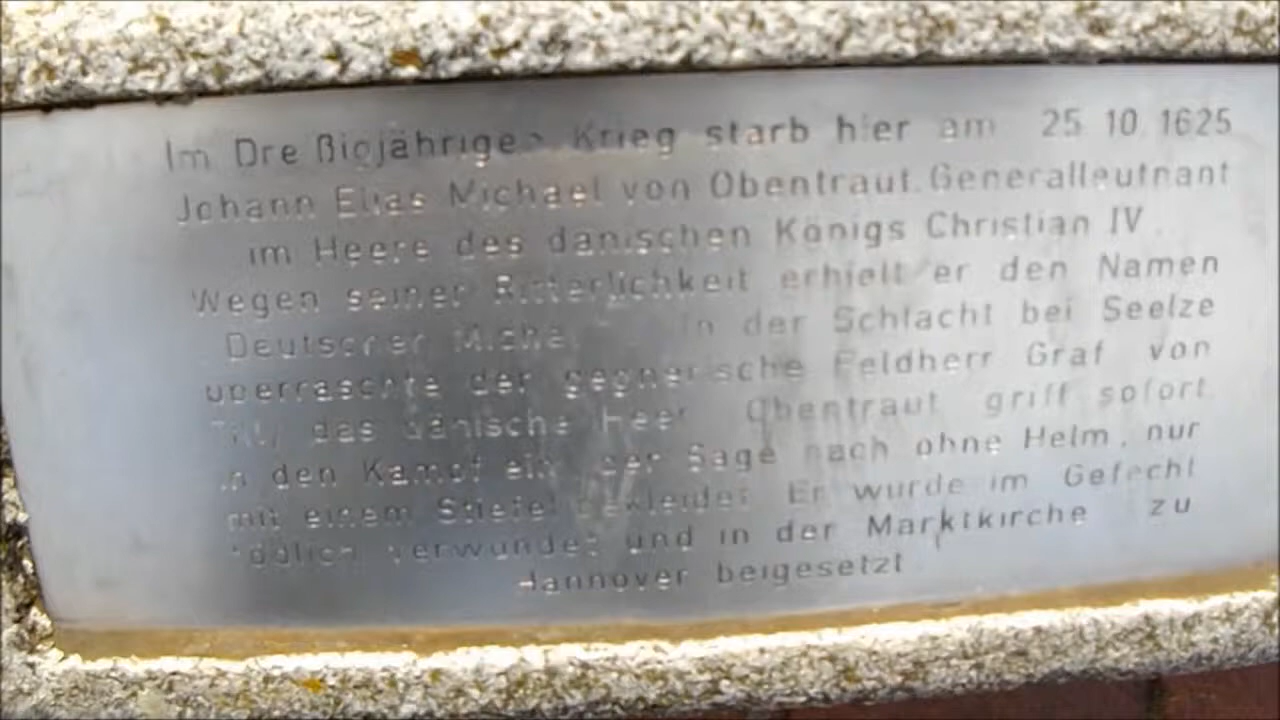 Im Dreißigjährigen Krieg starb hier am 25 10 1625
Johann Elias Michael von Obentraut. Generalleutnant
im Heere des dänischen Königs Christian IV.
Wegen seiner Ritterlichkeit erhielt er den Namen
Deutscher Michel In der Schlacht bei Seelze
überraschte der gegnerische Feldherr Graf von
Tilly das dänische Heer Obentraut griff sofort
in den Kampf ein der Sage nach ohne Helm, nur
mit einem Stiefel bekleidet Er wurde im Gefecht
tödlich verwundet und in der Marktkirche zu
Hannover beigesetzt